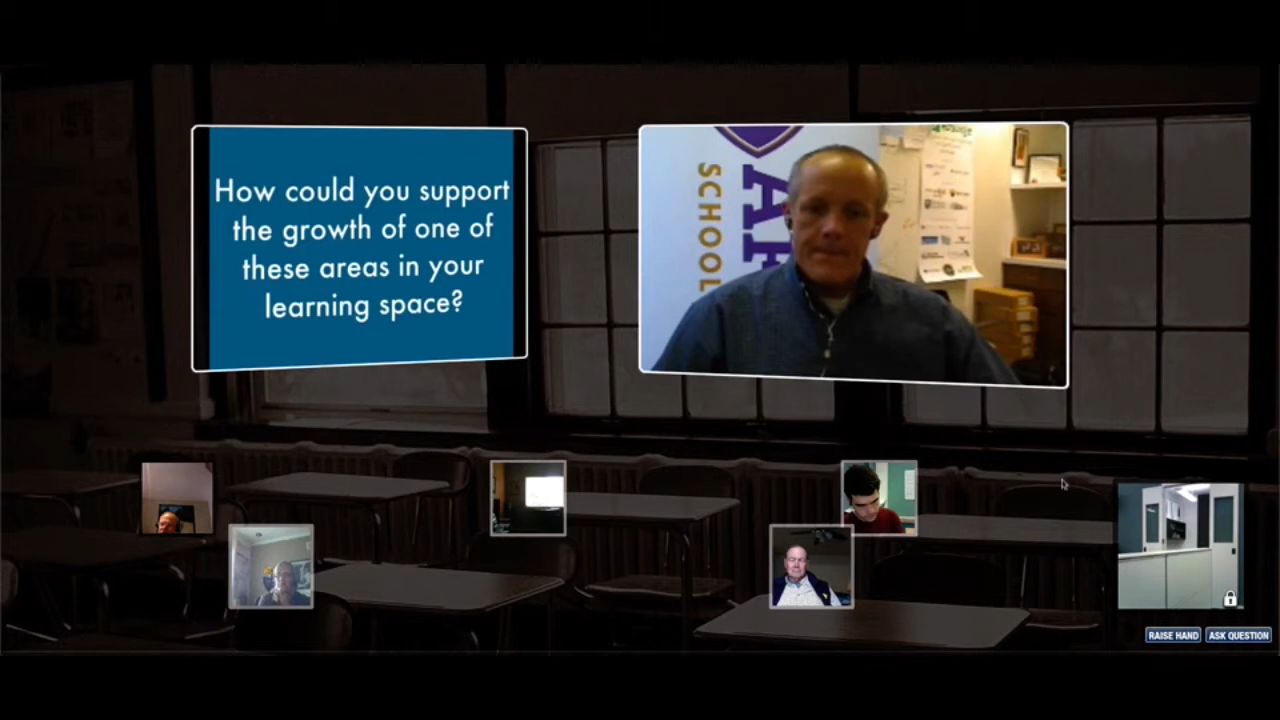 How could you support
the growth of one of
these areas in your
learning space?
SCHOOL
RAISE HAND
ASK QUESTION